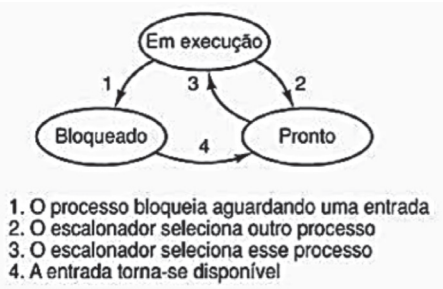 Em execução
1
3
2
Bloqueado
Pronto
4
1. O processo bloqueia aguardando uma entrada
2. O escalonador seleciona outro processo
3. O escalonador seleciona esse processo
4. A entrada torna-se disponível